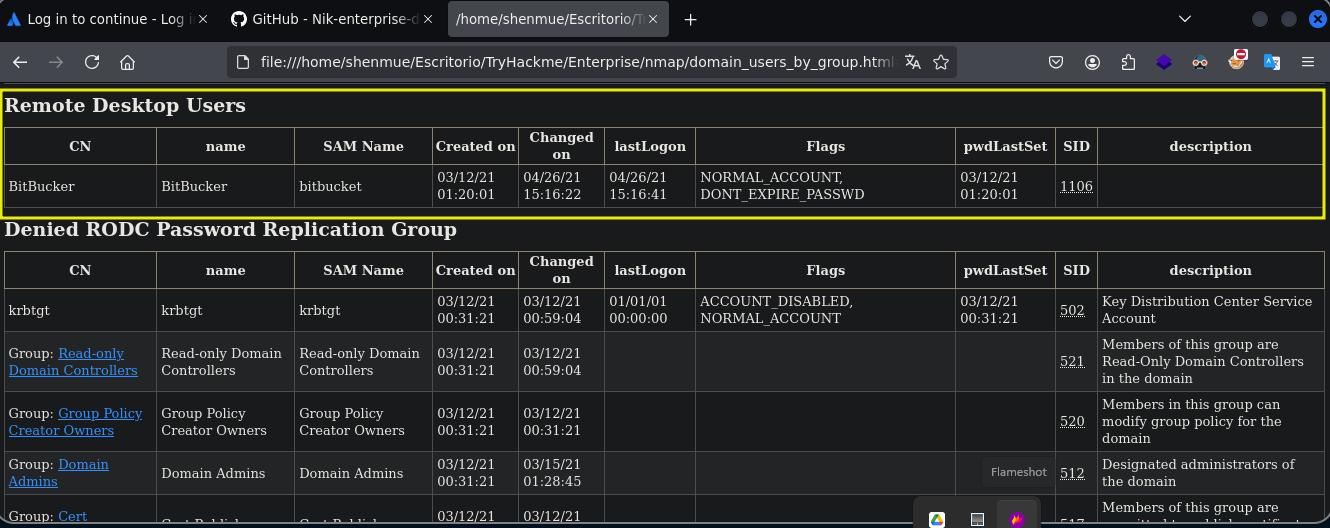 Log in to continue - Log i
GitHub - Nik-enterprise-d
/home/shenmue/Escritorio/T
file:///home/shenmue/Escritorio/TryHackme/Enterprise/nmap/domain_users_by_group.html
Remote Desktop Users
CN name SAM Name Created on Changed on lastLogon Flags pwdLastSet SID description
BitBucker BitBucker bitbucket 03/12/21 04/26/21 04/26/21 NORMAL_ACCOUNT, 03/12/21 1106
01:20:01 15:16:22 15:16:41 DONT_EXPIRE_PASSWD 01:20:01
Denied RODC Password Replication Group
CN name SAM Name Created on Changed on lastLogon Flags pwdLastSet SID description
krbtgt krbtgt krbtgt 03/12/21 03/12/21 01/01/01 ACCOUNT_DISABLED, 03/12/21 502 Key Distribution Center Service
00:31:21 00:59:04 00:00:00 NORMAL_ACCOUNT 00:31:21 Account
Group: Read-only Read-only Domain Read-only Domain 03/12/21 03/12/21 521 Members of this group are
Domain Controllers Controllers Controllers 00:31:21 00:59:04 Read-Only Domain Controllers
in the domain
Group: Group Policy Group Policy Group Policy 03/12/21 03/12/21 520 Members in this group can
Creator Owners Creator Owners Creator Owners 00:31:21 00:31:21 modify group policy for the
domain
Group: Domain Domain Admins Domain Admins 03/12/21 03/15/21 512 Designated administrators of
Admins 00:31:21 01:28:45 the domain
Flameshot
Group: Cert 03/12/21 03/12/21 Members of this group are